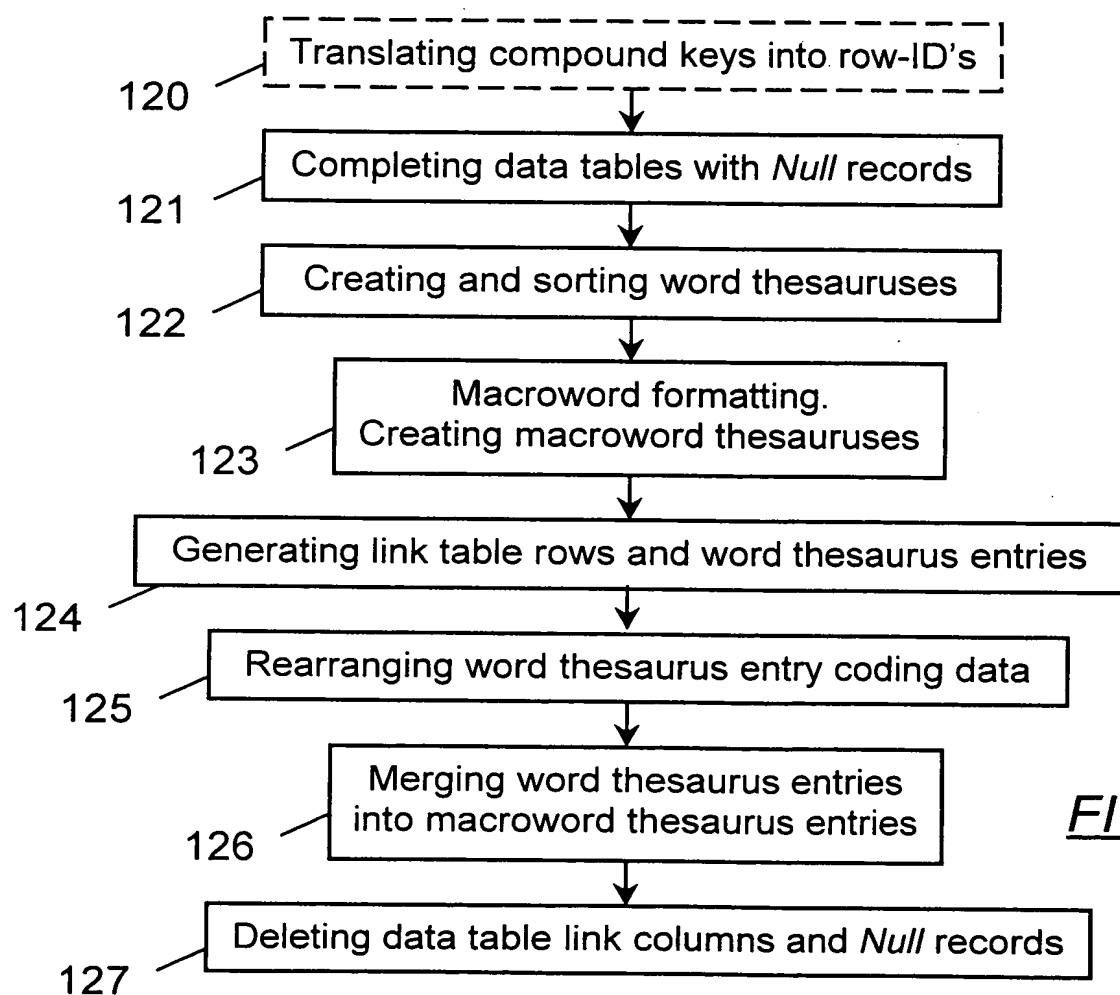 Translating compound keys into row-ID's
120
Completing data tables with Null records
121
Creating and sorting word thesauruses
122
Macroword formatting.
Creating macroword thesauruses
123
Generating link table rows and word thesaurus entries
124
Rearranging word thesaurus entry coding data
125
Merging word thesaurus entries
into macroword thesaurus entries
126
FI
Deleting data table link columns and Null records
127